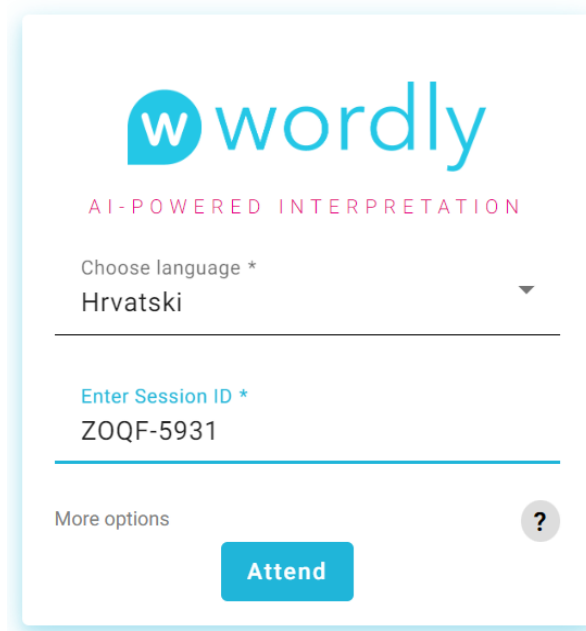 w wordly
AI-POWERED INTERPRETATION
Choose language *
Hrvatski
Enter Session ID *
ZOQF-5931
More options
?
Attend